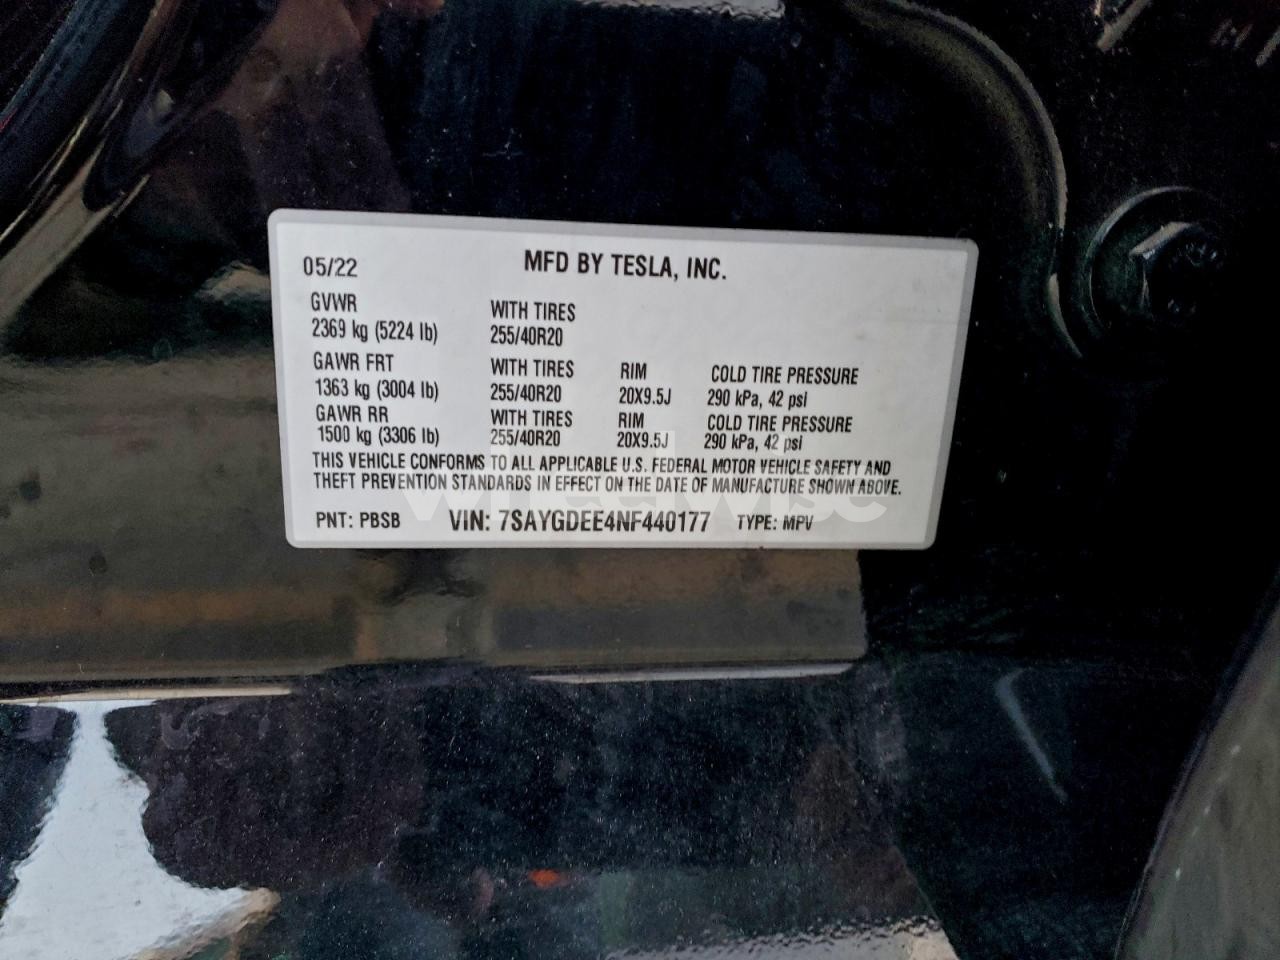 05/22 MFD BY TESLA, INC.
GVWR WITH TIRES
2369 kg (5224 lb) 255/40R20
GAWR FRT WITH TIRES RIM COLD TIRE PRESSURE
1363 kg (3004 lb) 255/40R20 20X9.5J 290 kPa, 42 psi
GAWR RR WITH TIRES RIM COLD TIRE PRESSURE
1500 kg (3306 lb) 255/40R20 20X9.5J 290 kPa, 42 psi
THIS VEHICLE CONFORMS TO ALL APPLICABLE U.S. FEDERAL MOTOR VEHICLE SAFETY AND
THEFT PREVENTION STANDARDS IN EFFECT ON THE DATE OF MANUFACTURE SHOWN ABOVE.
wheelwise
PNT: PBSB VIN: 7SAYGDEE4NF440177 TYPE: MPV